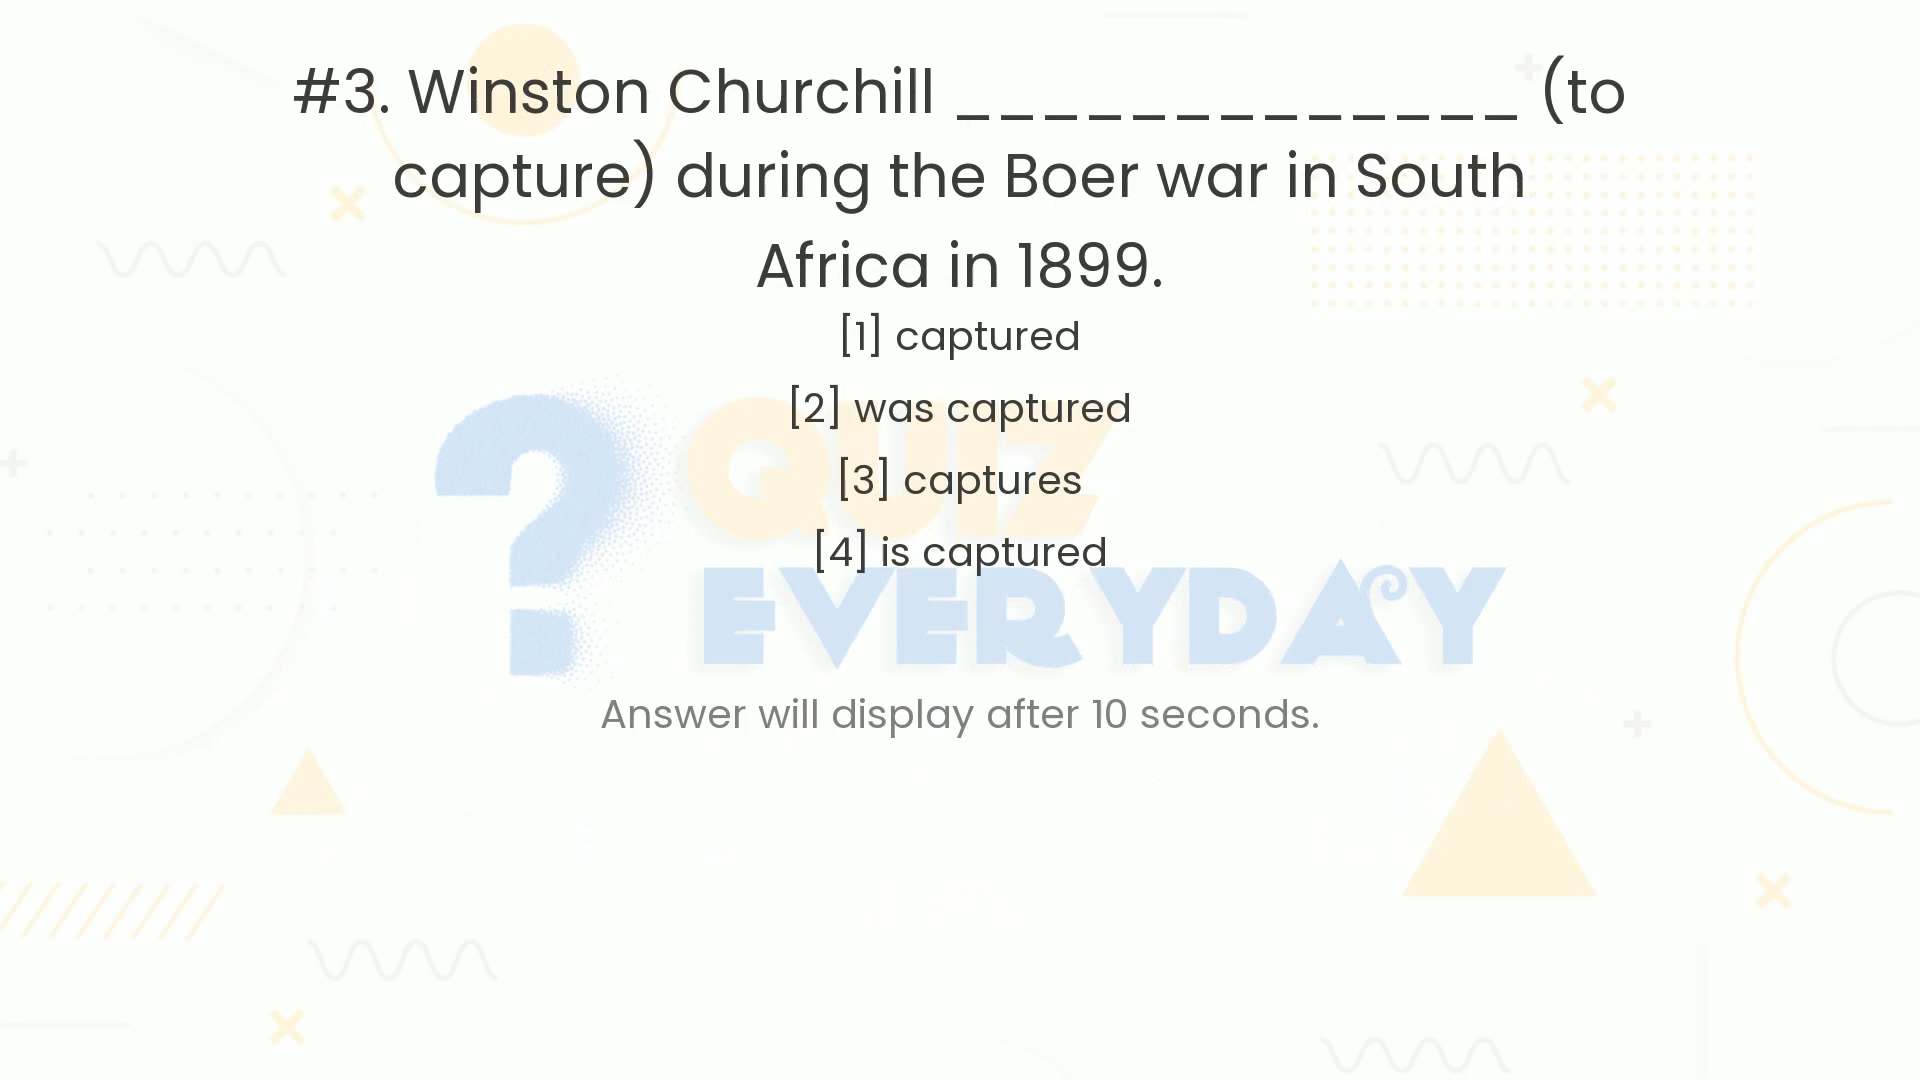 #3. Winston Churchill _____________ (to
capture) during the Boer war in South
Africa in 1899.
[1] captured
[2] was captured
[3] captures
[4] is captured
? QUIZ
EVERYDAY
Answer will display after 10 seconds.